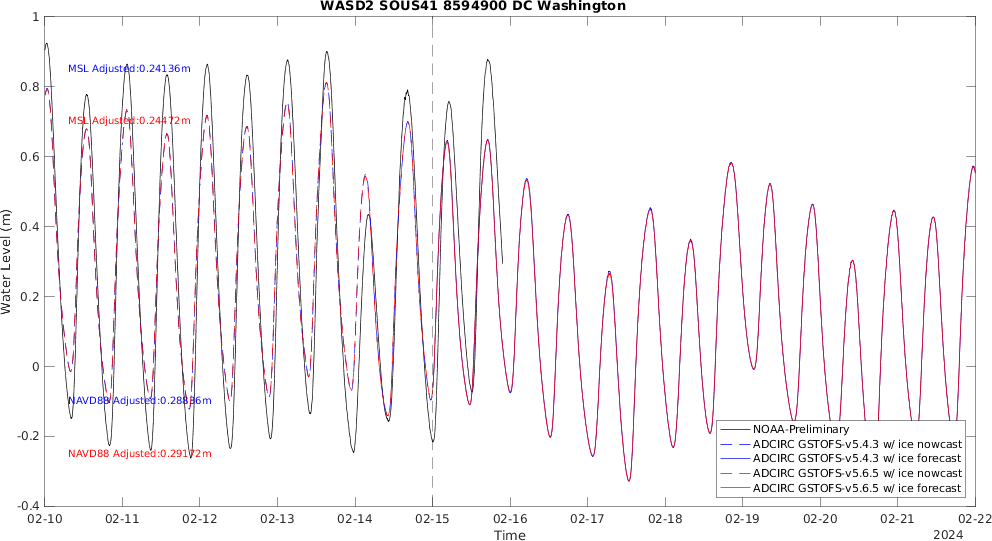 WASD2 SOUS41 8594900 DC Washington
1
0.8
0.6
0.4
0.2
0
-0.2
-0.4
Water Level (m)
MSL Adjusted:0.24136m
MSL Adjusted:0.24472m
NAVD88 Adjusted:0.28836m
NAVD88 Adjusted:0.29172m
NOAA-Preliminary
ADCIRC GSTOFS-v5.4.3 w/ ice nowcast
ADCIRC GSTOFS-v5.4.3 w/ ice forecast
ADCIRC GSTOFS-v5.6.5 w/ ice nowcast
ADCIRC GSTOFS-v5.6.5 w/ ice forecast
02-10 02-11 02-12 02-13 02-14 02-15 02-16 02-17 02-18 02-19 02-20 02-21 02-22
Time
2024